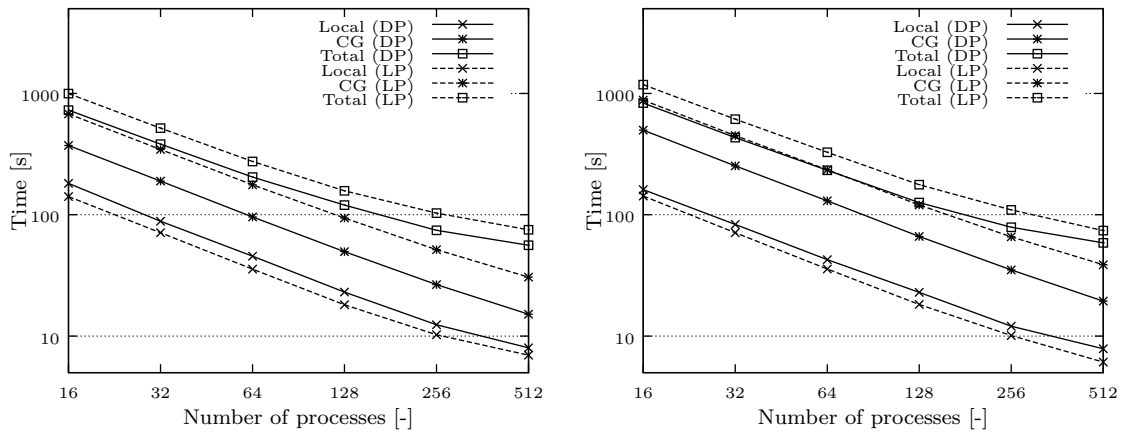 Local (DP)
CG (DP)
Total (DP)
Local (LP)
CG (LP)
Total (LP)
1000
100
10
Time [s]
16 32 64 128 256 512
Number of processes [-]
Local (DP)
CG (DP)
Total (DP)
Local (LP)
CG (LP)
Total (LP)
1000
100
10
Time [s]
16 32 64 128 256 512
Number of processes [-]